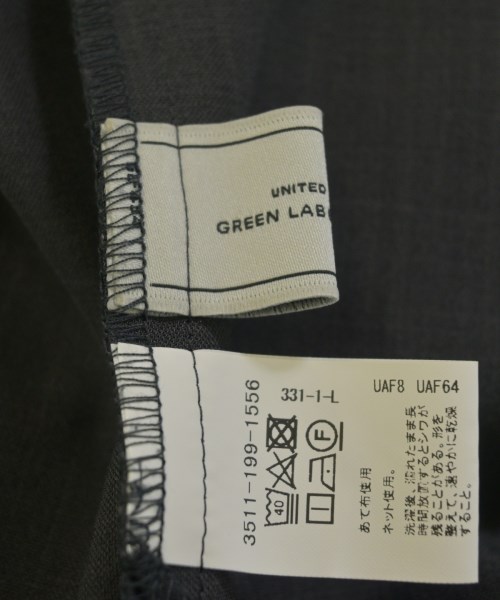 UNITED
GREEN LAB
3511-199-1556
331-1-L
UAF8 UAF64
40
F
あて布使用
ネット使用。
洗濯後、濡れたまま長
時間放置するとシワが
残ることがある。形を
整えて、速やかに乾燥
すること。